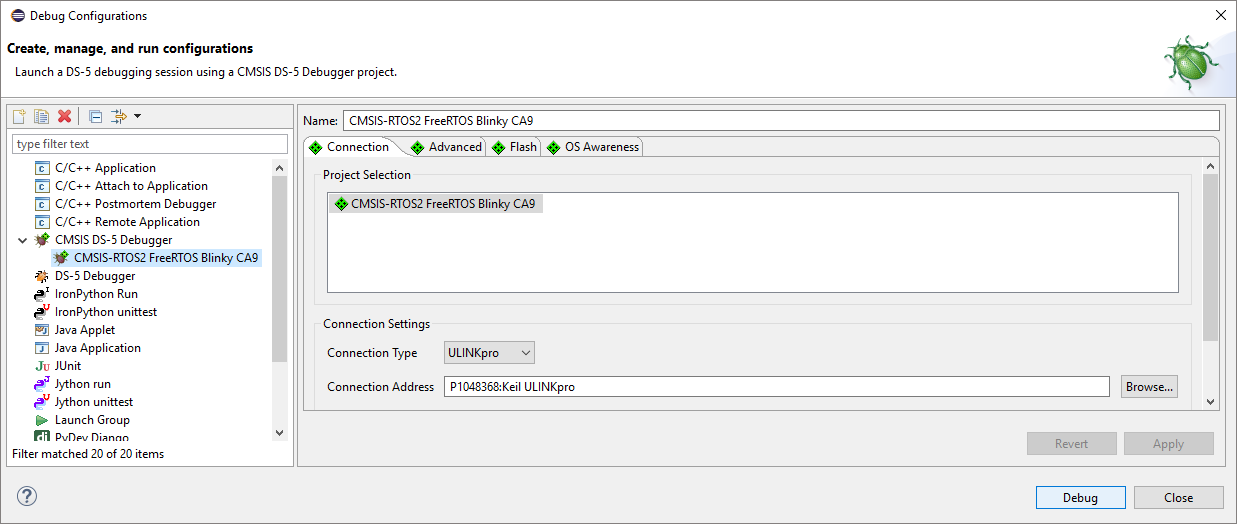 Debug Configurations
Create, manage, and run configurations
Launch a DS-5 debugging session using a CMSIS DS-5 Debugger project.
type filter text
C/C++ Application
C/C++ Attach to Application
C/C++ Postmortem Debugger
C/C++ Remote Application
CMSIS DS-5 Debugger
CMSIS-RTOS2 FreeRTOS Blinky CA9
DS-5 Debugger
IronPython Run
IronPython unittest
Java Applet
Java Application
JUnit
Jython run
Jython unittest
Launch Group
PyDev Django
Filter matched 20 of 20 items
Name: CMSIS-RTOS2 FreeRTOS Blinky CA9
Connection Advanced Flash OS Awareness
Project Selection
CMSIS-RTOS2 FreeRTOS Blinky CA9
Connection Settings
Connection Type ULINKpro
Connection Address P1048368:Keil ULINKpro Browse...
Revert Apply
Debug Close